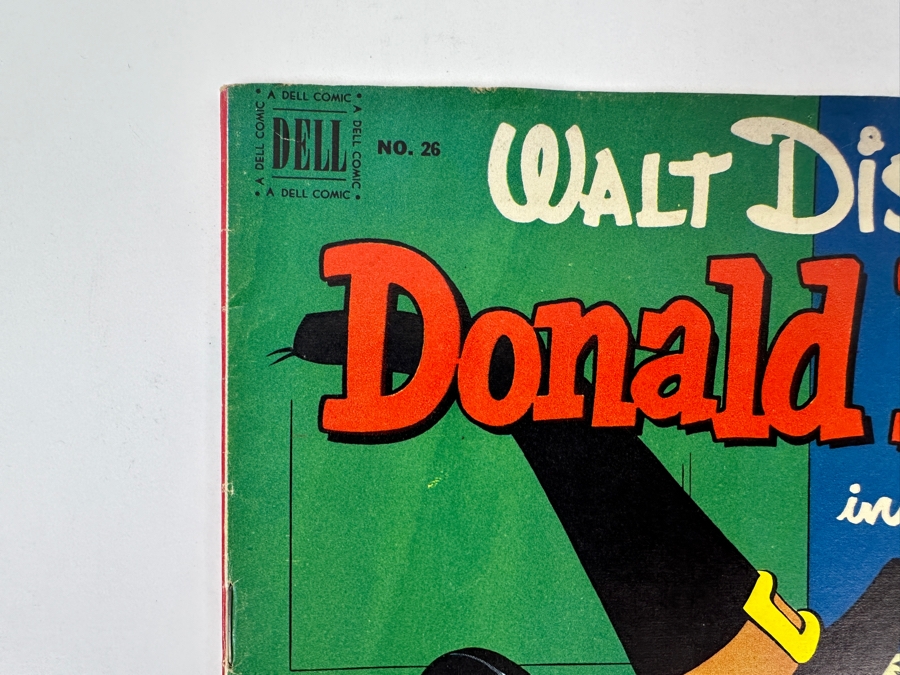 A DELL COMIC
A DELL COMIC
DELL
A DELL COMIC
A DELL COMIC
NO. 26
WALT Dis
Donald
in